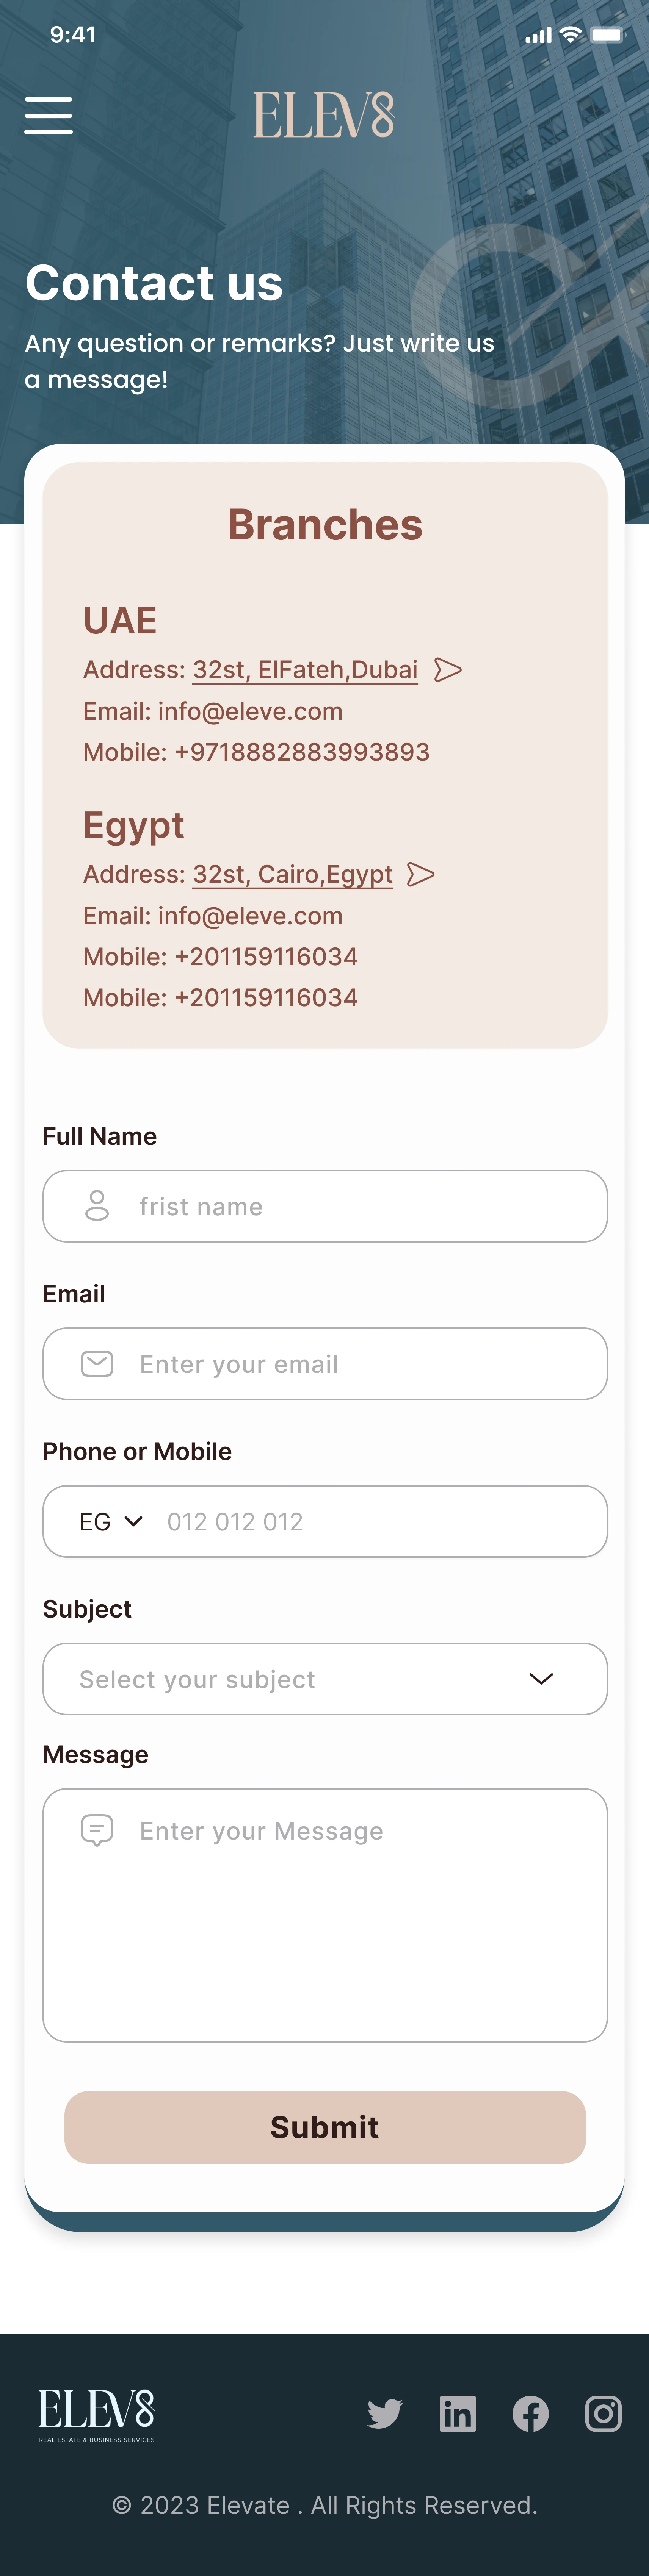 9:41
ELEV8
Contact us
Any question or remarks? Just write us
a message!
Branches
UAE
Address: 32st, ElFateh,Dubai
Email: info@eleve.com
Mobile: +9718882883993893
Egypt
Address: 32st, Cairo,Egypt
Email: info@eleve.com
Mobile: +201159116034
Mobile: +201159116034
Full Name
frist name
Email
Enter your email
Phone or Mobile
EG 012 012 012
Subject
Select your subject
Message
Enter your Message
Submit
ELEV8
REAL ESTATE & BUSINESS SERVICES
© 2023 Elevate . All Rights Reserved.